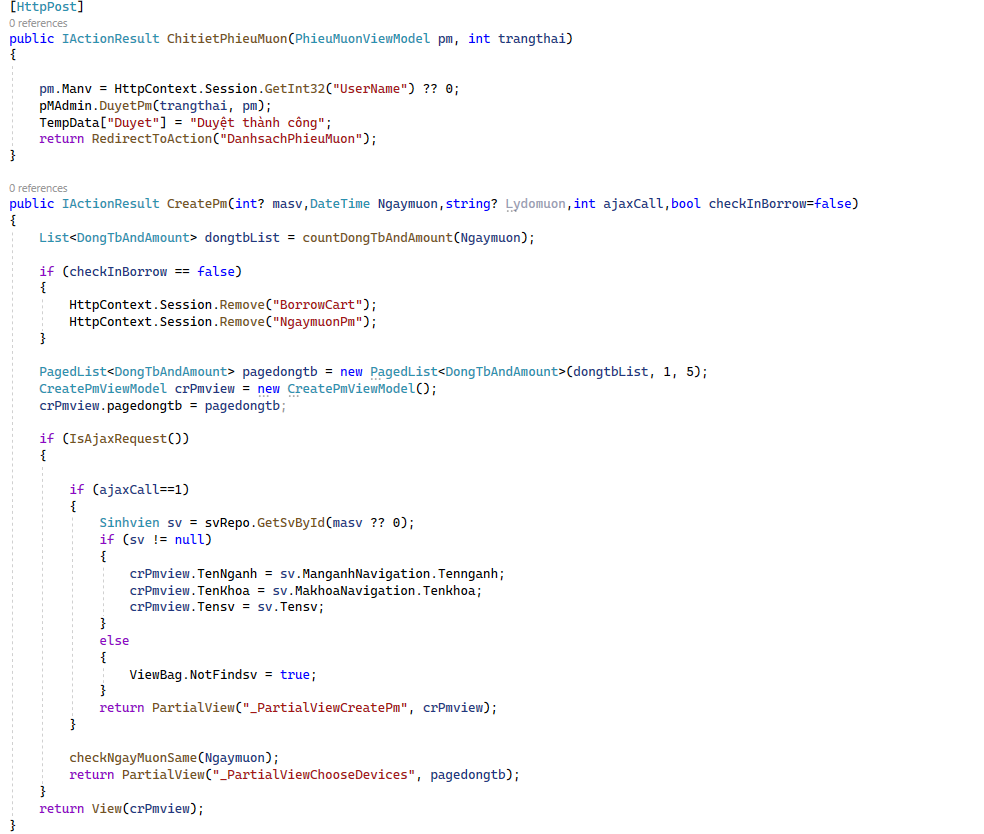 [HttpPost]
0 references
public IActionResult ChitietPhieuMuon(PhieuMuonViewModel pm, int trangthai)
{
pm.Manv = HttpContext.Session.GetInt32("UserName") ?? 0;
pMAdmin.DuyetPm(trangthai, pm);
TempData["Duyet"] = "Duyệt thành công";
return RedirectToAction("DanhsachPhieuMuon");
}
0 references
public IActionResult CreatePm(int? masv,DateTime Ngaymuon,string? Lydomuon,int ajaxCall,bool checkInBorrow=false)
{
List<DongTbAndAmount> dongtbList = countDongTbAndAmount(Ngaymuon);
if (checkInBorrow == false)
{
HttpContext.Session.Remove("BorrowCart");
HttpContext.Session.Remove("NgaymuonPm");
}
PagedList<DongTbAndAmount> pagedongtb = new PagedList<DongTbAndAmount>(dongtbList, 1, 5);
CreatePmViewModel crPmview = new CreatePmViewModel();
crPmview.pagedongtb = pagedongtb;
if (IsAjaxRequest())
{
if (ajaxCall==1)
{
Sinhvien sv = svRepo.GetSvById(masv ?? 0);
if (sv != null)
{
crPmview.TenNganh = sv.ManganhNavigation.Tennganh;
crPmview.TenKhoa = sv.MakhoaNavigation.Tenkhoa;
crPmview.Tensv = sv.Tensv;
}
else
{
ViewBag.NotFindsv = true;
}
return PartialView("_PartialViewCreatePm", crPmview);
}
checkNgayMuonSame(Ngaymuon);
return PartialView("_PartialViewChooseDevices", pagedongtb);
}
return View(crPmview);
}